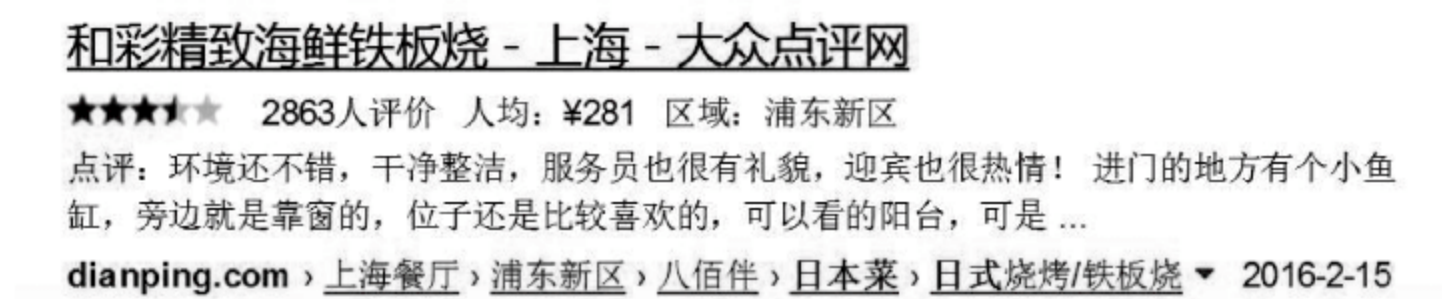 和彩精致海鲜铁板烧 - 上海 - 大众点评网
★★★★★ 2863人评价 人均：¥281 区域：浦东新区
点评：环境还不错，干净整洁，服务员也很有礼貌，迎宾也很热情！ 进门的地方有个小鱼
缸，旁边就是靠窗的，位子还是比较喜欢的，可以看的阳台，可是 ...
dianping.com › 上海餐厅 › 浦东新区 › 八佰伴 › 日本菜 › 日式烧烤/铁板烧 ▾ 2016-2-15